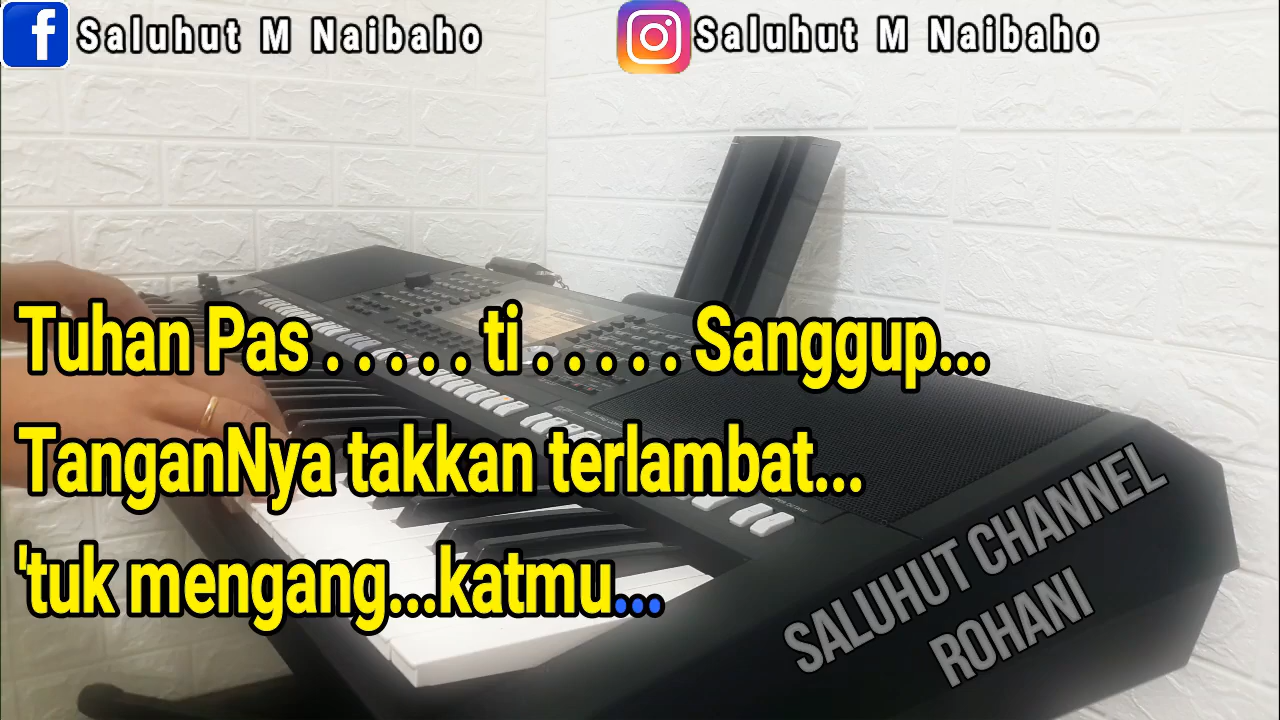 Saluhut M Naibaho
Saluhut M Naibaho
Tuhan Pas . . . . . ti . . . . . Sanggup...
TanganNya takkan terlambat...
'tuk mengang...katmu...
SALUHUT CHANNEL
ROHANI